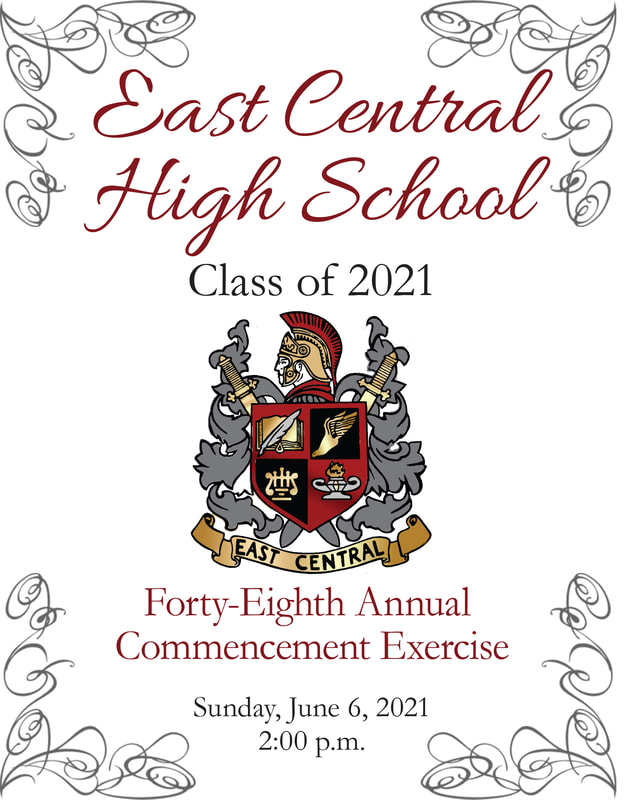 East Central
High School
Class of 2021
EAST CENTRAL
Forty-Eighth Annual
Commencement Exercise
Sunday, June 6, 2021
2:00 p.m.